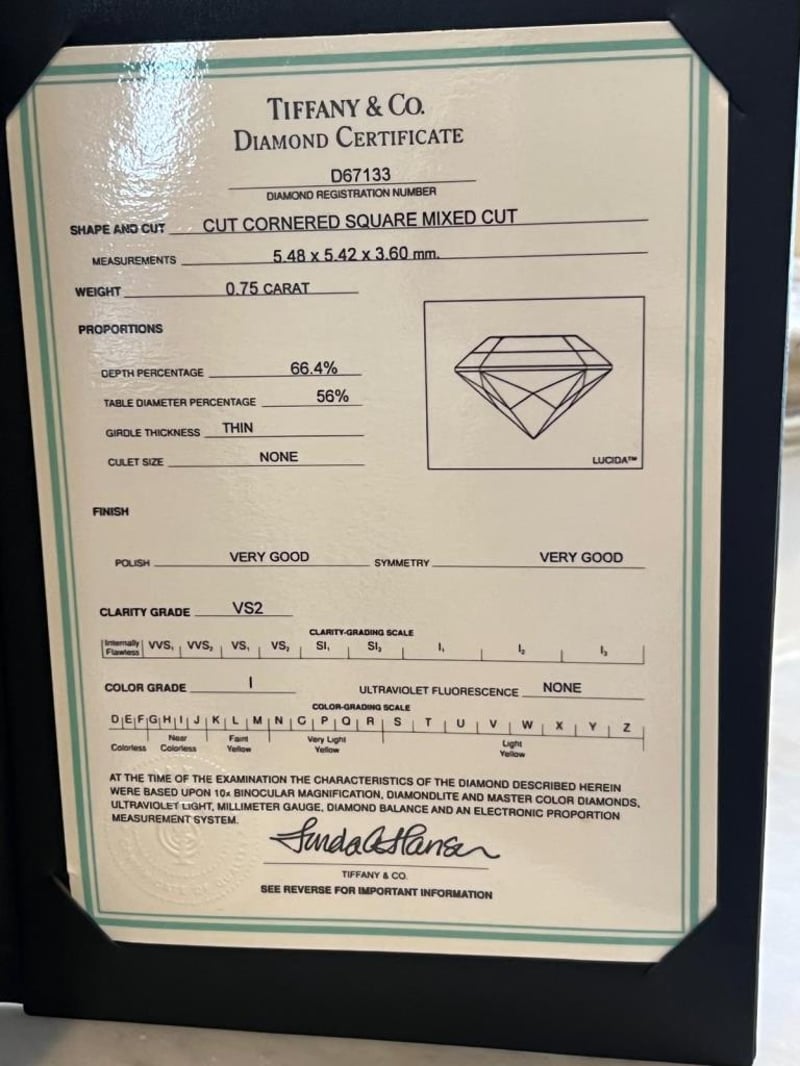 TIFFANY & CO.
DIAMOND CERTIFICATE
D67133
DIAMOND REGISTRATION NUMBER
SHAPE AND CUT CUT CORNERED SQUARE MIXED CUT
MEASUREMENTS 5.48 x 5.42 x 3.60 mm.
WEIGHT 0.75 CARAT
PROPORTIONS
DEPTH PERCENTAGE 66.4%
TABLE DIAMETER PERCENTAGE 56%
GIRDLE THICKNESS THIN
CULET SIZE NONE
LUCIDA™
FINISH
POLISH VERY GOOD SYMMETRY VERY GOOD
CLARITY GRADE VS2
CLARITY-GRADING SCALE
Internally Flawless VVS₁ VVS₂ VS₁ VS₂ SI₁ SI₂ I₁ I₂ I₃
COLOR GRADE I ULTRAVIOLET FLUORESCENCE NONE
COLOR-GRADING SCALE
D E F G H I J K L M N O P Q R S T U V W X Y Z
Colorless Near Colorless Faint Yellow Very Light Yellow Light Yellow
AT THE TIME OF THE EXAMINATION THE CHARACTERISTICS OF THE DIAMOND DESCRIBED HEREIN
WERE BASED UPON 10x BINOCULAR MAGNIFICATION, DIAMONDLITE AND MASTER COLOR DIAMONDS,
ULTRAVIOLET LIGHT, MILLIMETER GAUGE, DIAMOND BALANCE AND AN ELECTRONIC PROPORTION
MEASUREMENT SYSTEM.
TIFFANY & CO.
SEE REVERSE FOR IMPORTANT INFORMATION